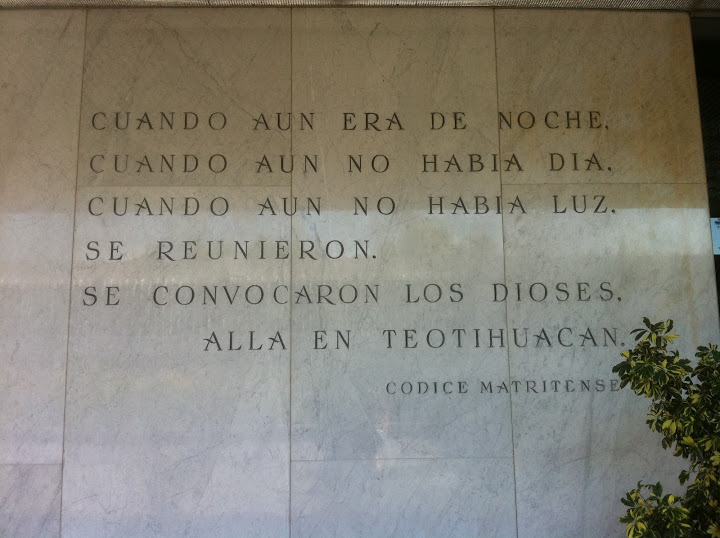 CUANDO AUN ERA DE NOCHE,
CUANDO AUN NO HABIA DIA,
CUANDO AUN NO HABIA LUZ,
SE REUNIERON.
SE CONVOCARON LOS DIOSES,
ALLA EN TEOTIHUACAN.
CODICE MATRITENSE